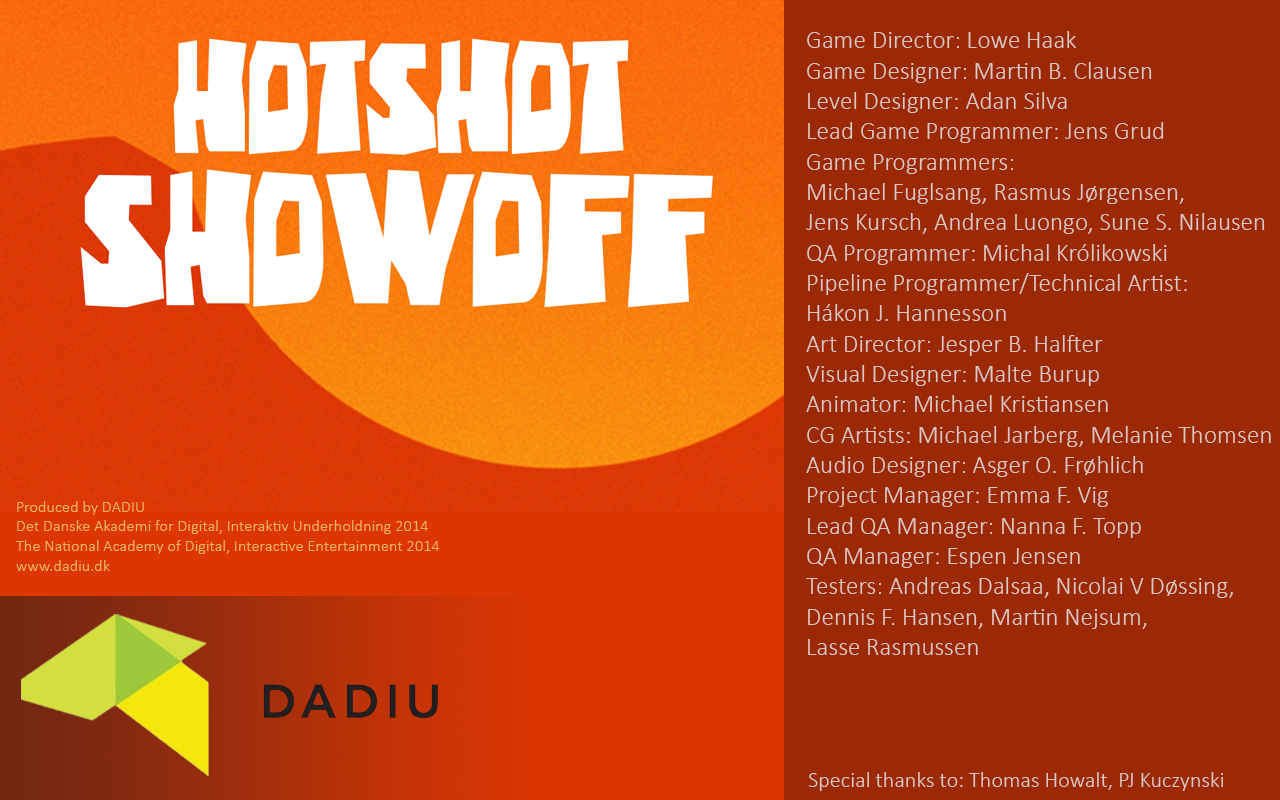 HOTSHOT
SHOWOFF
Produced by DADIU
Det Danske Akademi for Digital, Interaktiv Underholdning 2014
The National Academy of Digital, Interactive Entertainment 2014
www.dadiu.dk
DADIU
Game Director: Lowe Haak
Game Designer: Martin B. Clausen
Level Designer: Adan Silva
Lead Game Programmer: Jens Grud
Game Programmers:
Michael Fuglsang, Rasmus Jørgensen,
Jens Kursch, Andrea Luongo, Sune S. Nilausen
QA Programmer: Michal Królikowski
Pipeline Programmer/Technical Artist:
Hákon J. Hannesson
Art Director: Jesper B. Halfter
Visual Designer: Malte Burup
Animator: Michael Kristiansen
CG Artists: Michael Jarberg, Melanie Thomsen
Audio Designer: Asger O. Frøhlich
Project Manager: Emma F. Vig
Lead QA Manager: Nanna F. Topp
QA Manager: Espen Jensen
Testers: Andreas Dalsaa, Nicolai V Døssing,
Dennis F. Hansen, Martin Nejsum,
Lasse Rasmussen
Special thanks to: Thomas Howalt, PJ Kuczynski